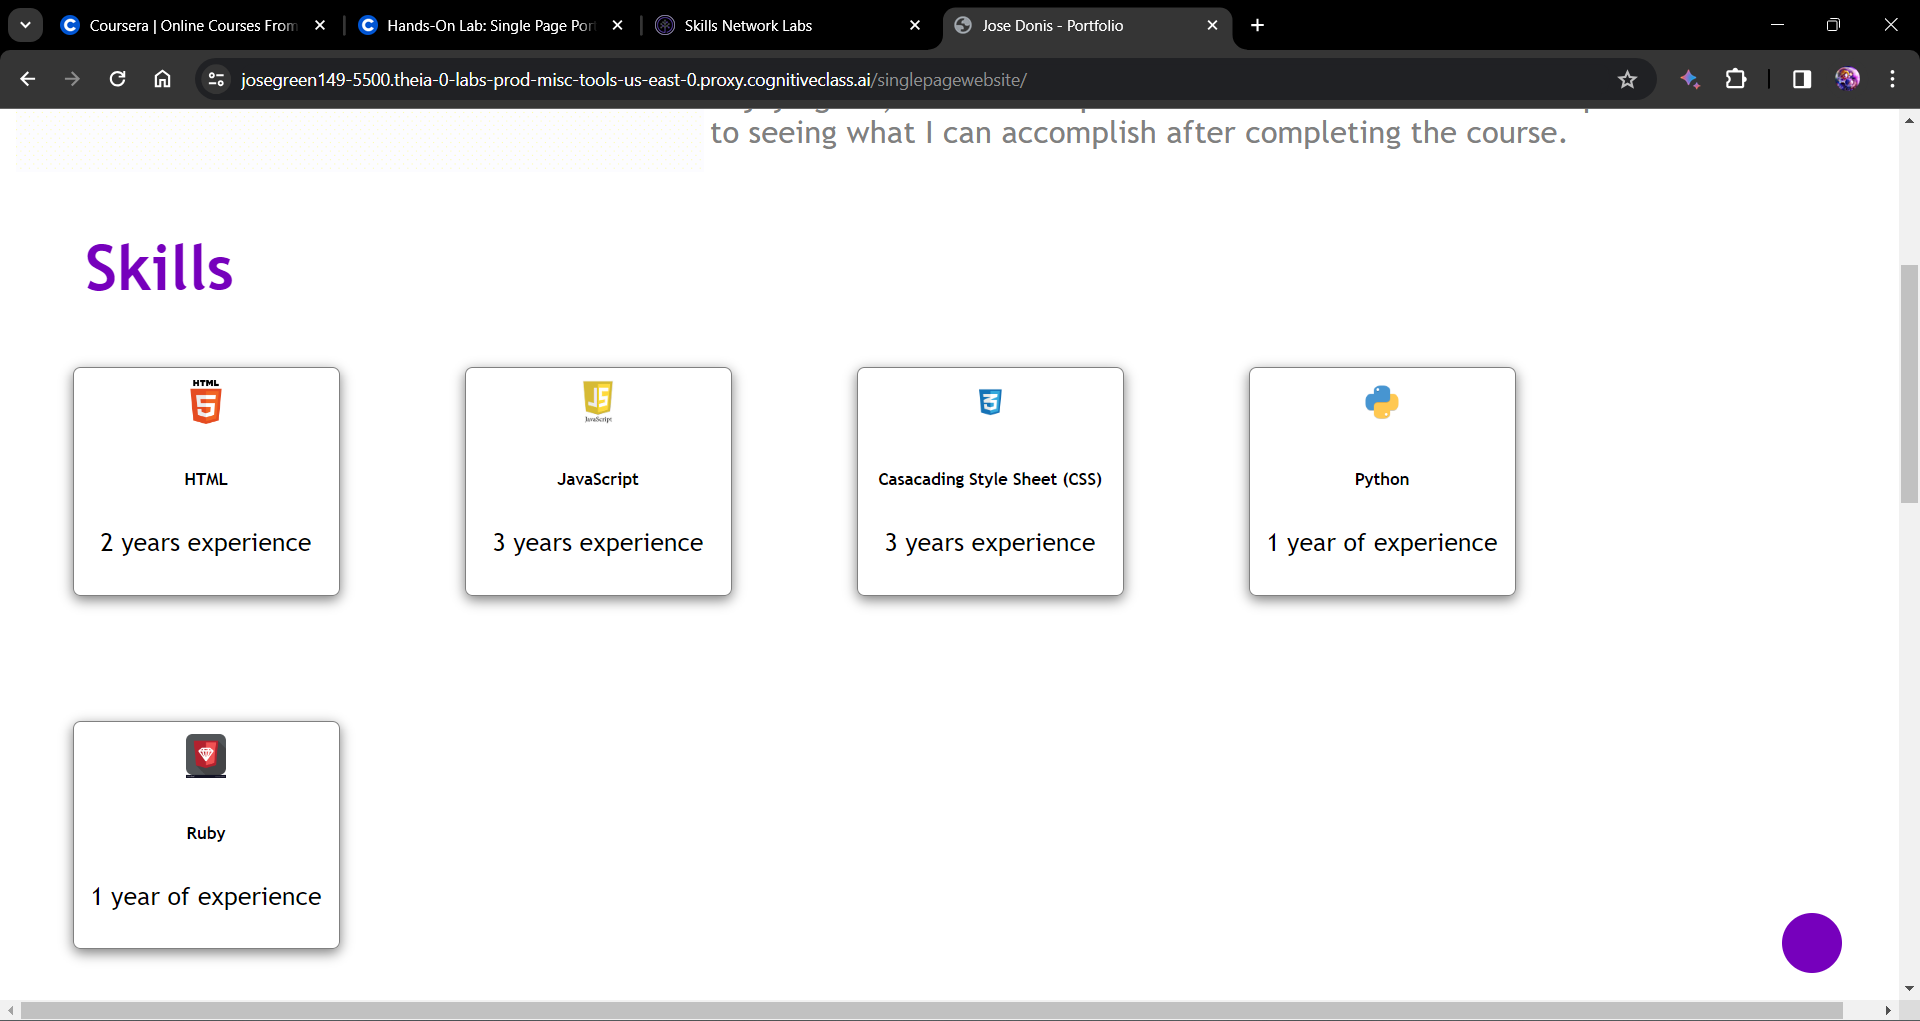 Coursera | Online Courses From
Hands-On Lab: Single Page Por
Skills Network Labs
Jose Donis - Portfolio
josegreen149-5500.theia-0-labs-prod-misc-tools-us-east-0.proxy.cognitiveclass.ai/singlepagewebsite/
to seeing what I can accomplish after completing the course.
Skills
HTML
5
JS
JavaScript
3
HTML
JavaScript
Casacading Style Sheet (CSS)
Python
2 years experience
3 years experience
3 years experience
1 year of experience
Ruby
1 year of experience